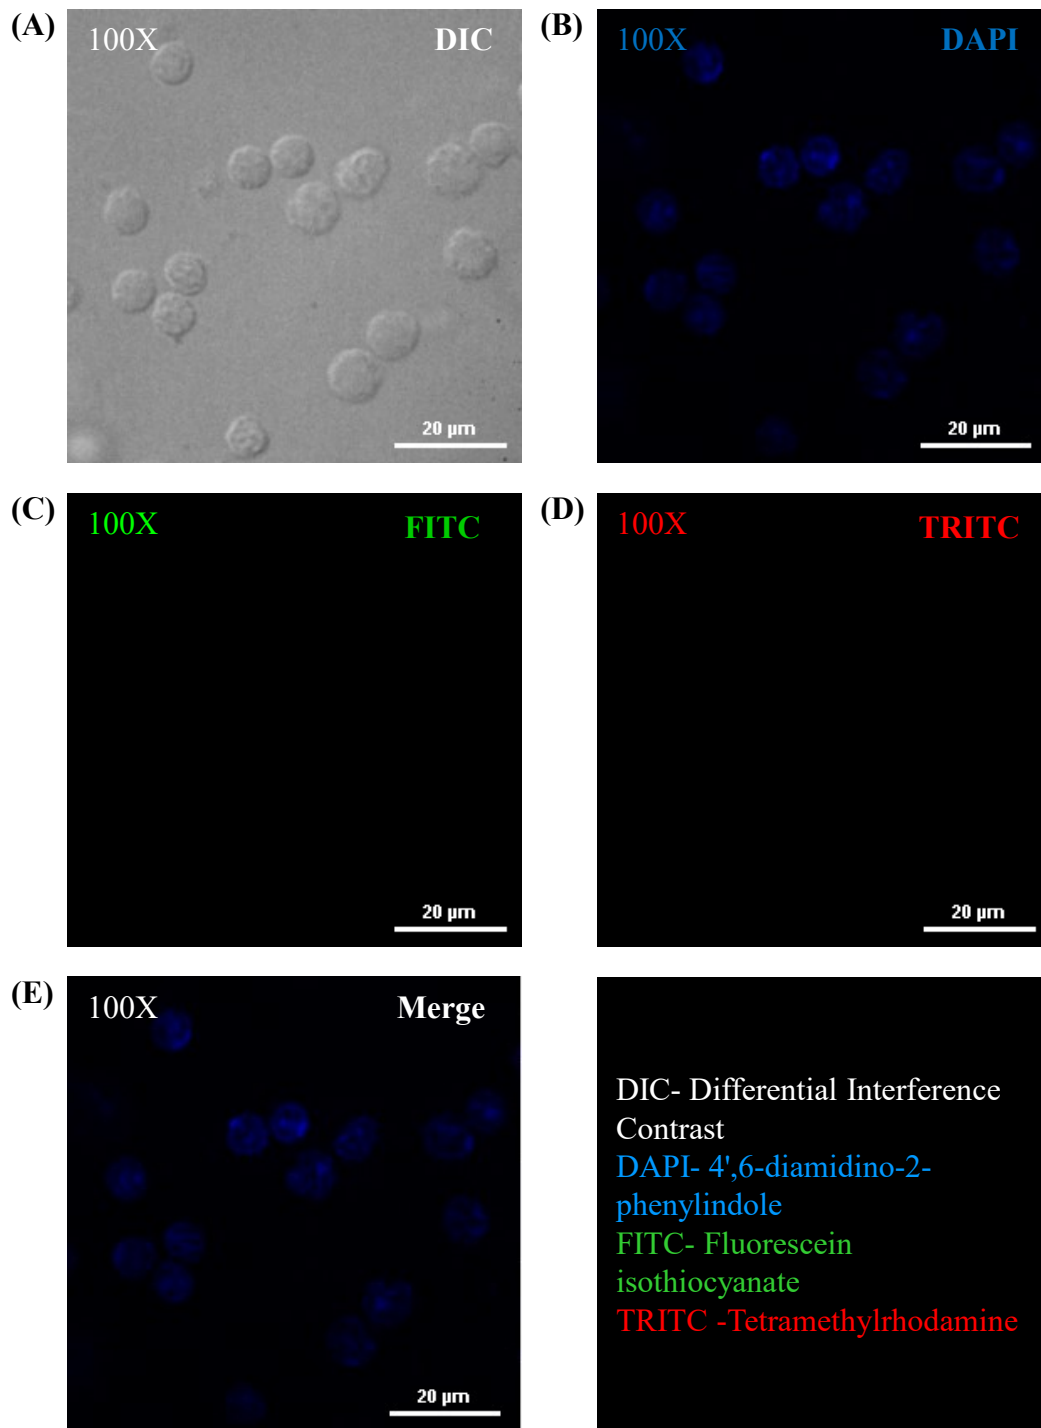 (A) 100X DIC
20 µm
(B) 100X DAPI
20 µm
(C) 100X FITC
20 µm
(D) 100X TRITC
20 µm
(E) 100X Merge
20 µm
DIC- Differential Interference
Contrast
DAPI- 4',6-diamidino-2-
phenylindole
FITC- Fluorescein
isothiocyanate
TRITC -Tetramethylrhodamine